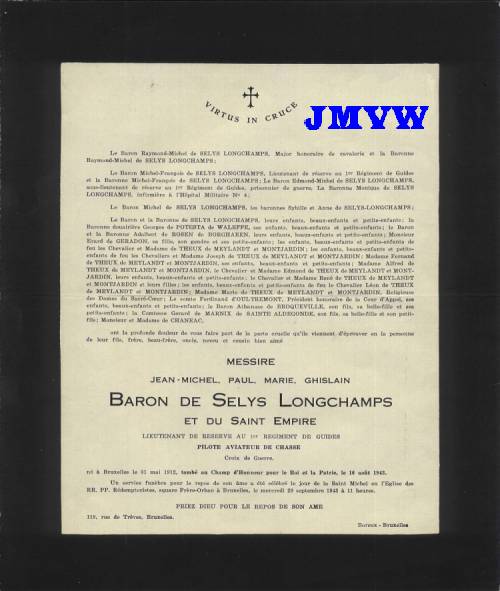 VIRTUS IN CRUCE
JMVW
Le Baron Raymond-Michel de SELYS LONGCHAMPS, Major honoraire de cavalerie et la Baronne
Raymond-Michel de SELYS LONGCHAMPS;
Le Baron Michel-François de SELYS LONGCHAMPS, Lieutenant de réserve au 1er Régiment de Guides
et la Baronne Michel-François de SELYS LONGCHAMPS; Le Baron Edmond-Michel de SELYS LONGCHAMPS,
sous-lieutenant de réserve au 1er Régiment de Guides, prisonnier de guerre, La Baronne Monique de SELYS
LONGCHAMPS, infirmière à l'Hôpital Militaire N° 4;
Le Baron Michel de SELYS LONGCHAMPS, les baronnes Sybille et Anne de SELYS-LONGCHAMPS;
Le Baron et la Baronne de SELYS LONGCHAMPS, leurs enfants, beaux-enfants et petits-enfants; la
Baronne douairière Georges de POTESTA de WALEFFE, ses enfants, beaux-enfants et petits-enfants; le Baron
et la Baronne Adalbert de ROSEN de BORGHAREN, leurs enfants, beaux-enfants et petits-enfants; Monsieur
Enard de GERADON, sa fille, son gendre et ses petits-enfants; les enfants, beaux-enfants et petits-enfants de
feu les Chevalier et Madame de THEUX de MEYLANDT et MONTJARDIN; les enfants, beaux-enfants et petits-
enfants de feu les Chevaliers et Madame Joseph de THEUX de MEYLANDT et MONTJARDIN; Madame Fernand
de THEUX de MEYLANDT et MONTJARDIN, ses enfants, beaux-enfants et petits-enfants; Madame Alfred de
THEUX de MEYLANDT et MONTJARDIN, le Chevalier et Madame Edmond de THEUX de MEYLANDT et MONT-
JARDIN, leurs enfants, beaux-enfants et petits-enfants; le Chevalier et Madame René de THEUX de MEYLANDT
et MONTJARDIN et leurs filles; les enfants, beaux-enfants et petits-enfants de feu le Chevalier Léon de THEUX
de MEYLANDT et MONTJARDIN; Madame Marie de THEUX de MEYLANDT et MONTJARDIN, Religieuse
des Dames du Sacré-Cœur; Le comte Ferdinand d'OULTREMONT, Président honoraire de la Cour d'Appel, ses
enfants, beaux-enfants et petits-enfants; la Baronne Athanase de BROQUEVILLE, son fils, sa belle-fille et ses
petits-enfants; la Comtesse Gerard de MARNIX de SAINTE ALDEGONDE, son fils, sa belle-fille et son petit-
fils; Monsieur et Madame de CHANEAC,
ont la profonde douleur de vous faire part de la perte cruelle qu'ils viennent d'éprouver en la personne
de leur fils, frère, beau-frère, oncle, neveu et cousin bien aimé
MESSIRE
JEAN-MICHEL, PAUL, MARIE, GHISLAIN
BARON DE SELYS LONGCHAMPS
ET DU SAINT EMPIRE
LIEUTENANT DE RESERVE AU 1er REGIMENT DE GUIDES
PILOTE AVIATEUR DE CHASSE
Croix de Guerre,
né à Bruxelles le 31 mai 1912, tombé au Champ d'Honneur pour le Roi et la Patrie, le 16 août 1943.
Un service funèbre pour le repos de son âme a été célébré le jour de la Saint Michel en l'Eglise des
RR. PP. Rédemptoristes, square Frère-Orban à Bruxelles, le mercredi 29 septembre 1943 à 11 heures.
PRIEZ DIEU POUR LE REPOS DE SON AME
119, rue de Trèves, Bruxelles.
- Bruxelles